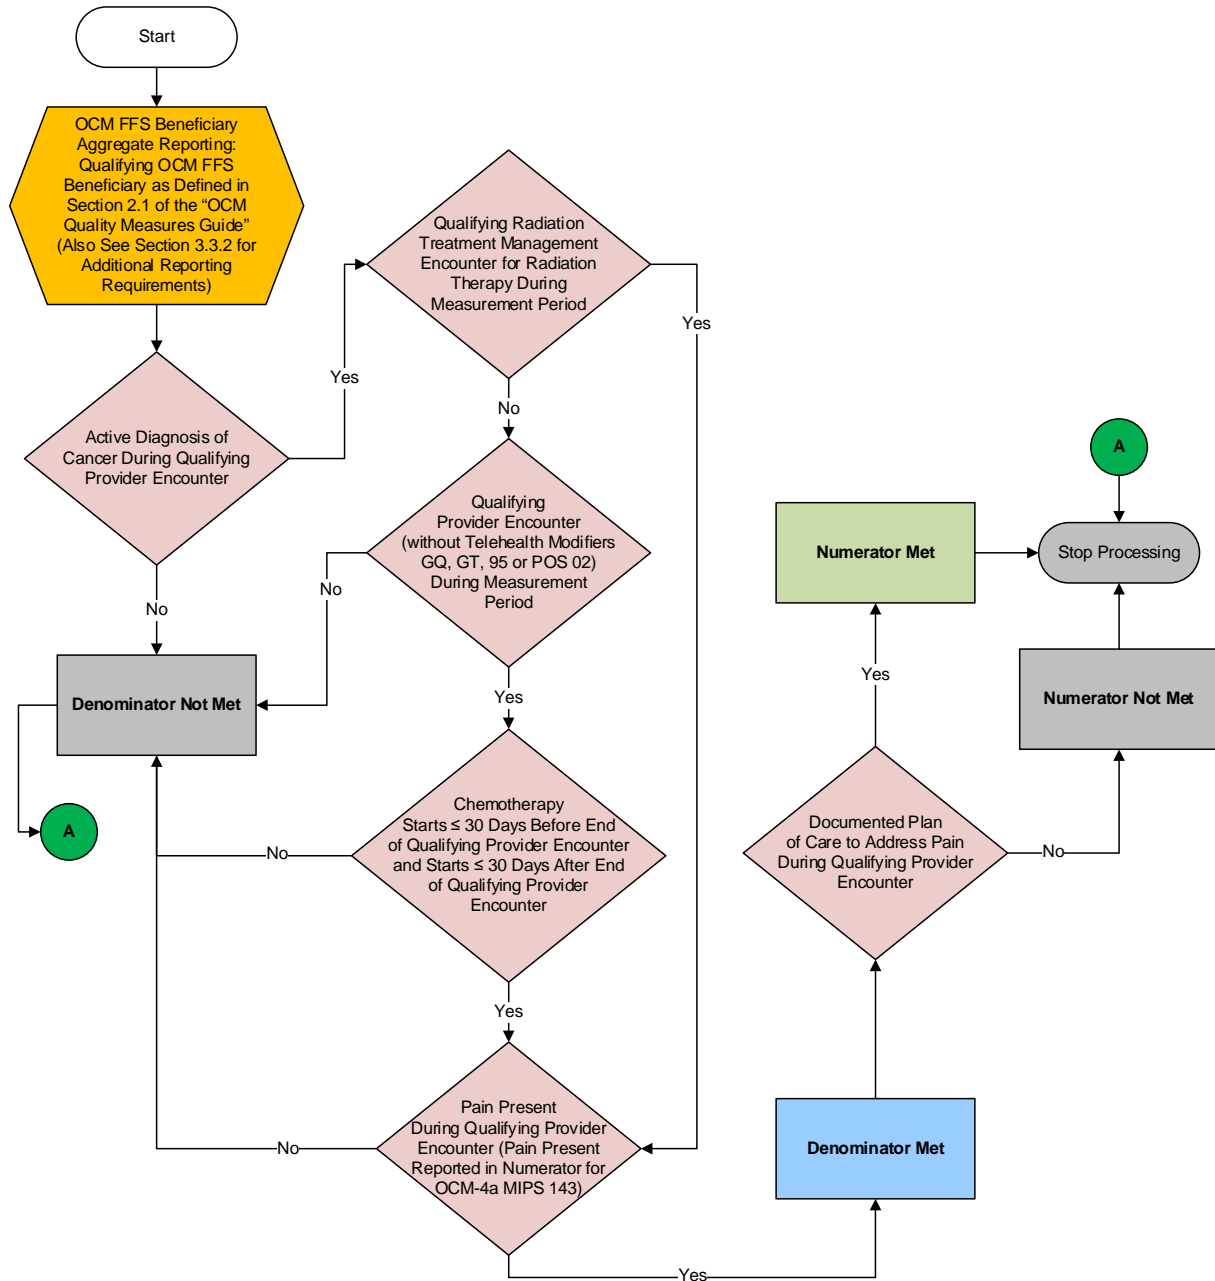 Start
OCM FFS Beneficiary
Aggregate Reporting:
Qualifying OCM FFS
Beneficiary as Defined in
Section 2.1 of the “OCM
Quality Measures Guide”
(Also See Section 3.3.2 for
Additional Reporting
Requirements)
Active Diagnosis of
Cancer During Qualifying
Provider Encounter
Yes
No
Qualifying Radiation
Treatment Management
Encounter for Radiation
Therapy During
Measurement Period
Yes
No
Qualifying
Provider Encounter
(without Telehealth Modifiers
GQ, GT, 95 or POS 02)
During Measurement
Period
No
Yes
Denominator Not Met
A
Chemotherapy
Starts ≤ 30 Days Before End
of Qualifying Provider Encounter
and Starts ≤ 30 Days After End
of Qualifying Provider
Encounter
No
Yes
Pain Present
During Qualifying Provider
Encounter (Pain Present
Reported in Numerator for
OCM-4a MIPS 143)
No
Yes
Denominator Met
Documented Plan
of Care to Address Pain
During Qualifying Provider
Encounter
Yes
No
Numerator Met
Numerator Not Met
Stop Processing
A